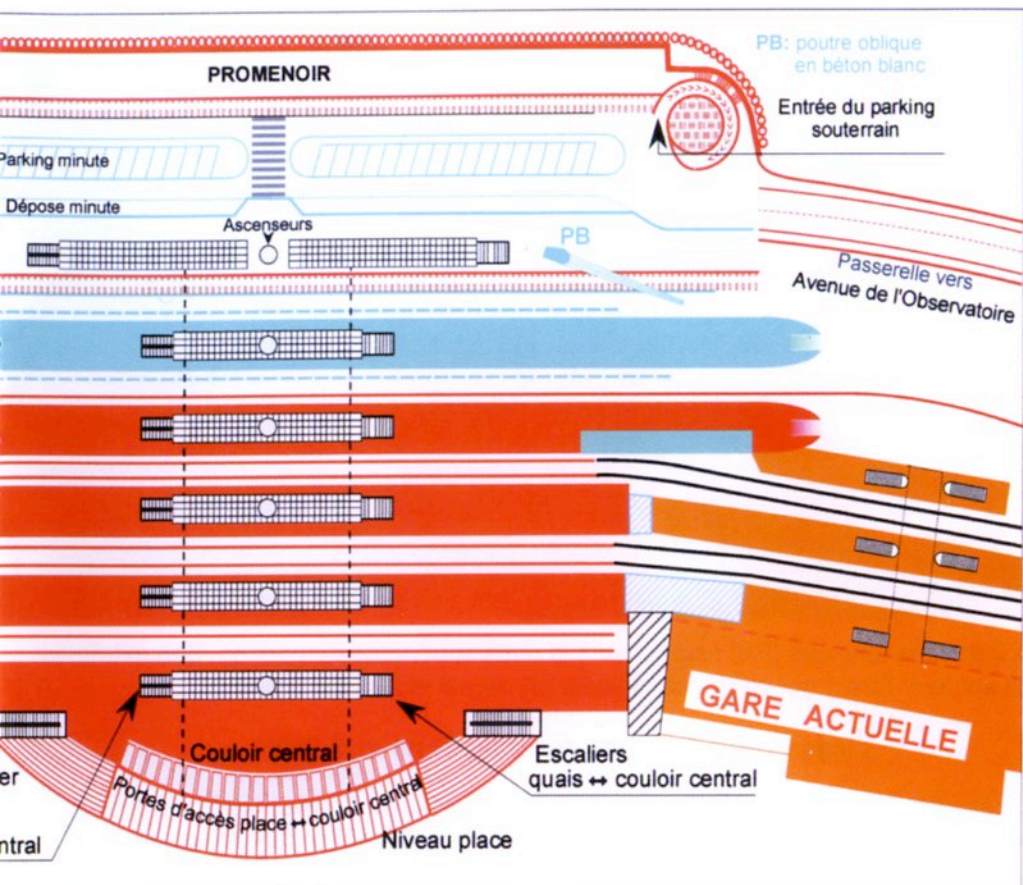 PB: poutre oblique
en béton blanc
PROMENOIR
Entrée du parking
souterrain
Parking minute
Dépose minute
Ascenseurs
PB
Passerelle vers
Avenue de l'Observatoire
GARE ACTUELLE
Couloir central
Escaliers
quais ↔ couloir central
Portes d'accès place ↔ couloir central
Niveau place
er
ntral